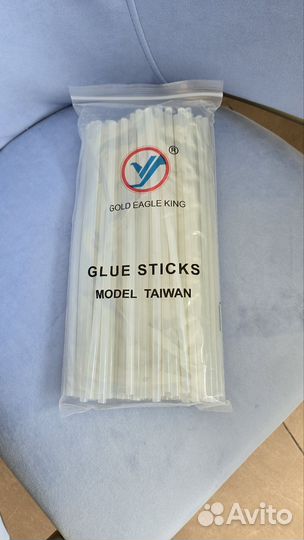 ®
GOLD EAGLE KING
GLUE STICKS
MODEL TAIWAN
Avito